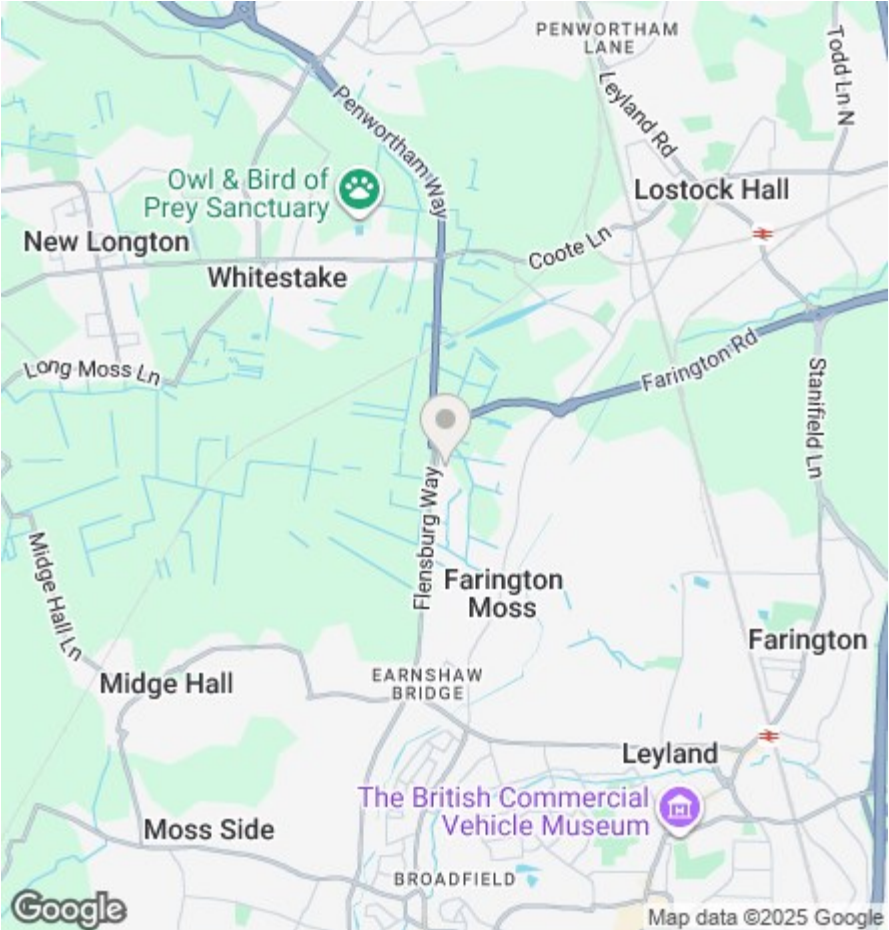 PENWORTHAM
LANE
Todd Ln N
Leyland Rd
Penwortham Way
Owl & Bird of
Prey Sanctuary
Lostock Hall
New Longton
Coote Ln
Whitestake
Farington Rd
Long Moss Ln
Stanifield Ln
Flensburg Way
Midge Hall Ln
Farington
Moss
Farington
EARNSHAW
BRIDGE
Midge Hall
Leyland
The British Commercial
Vehicle Museum
Moss Side
BROADFIELD
Google
Map data ©2025 Google